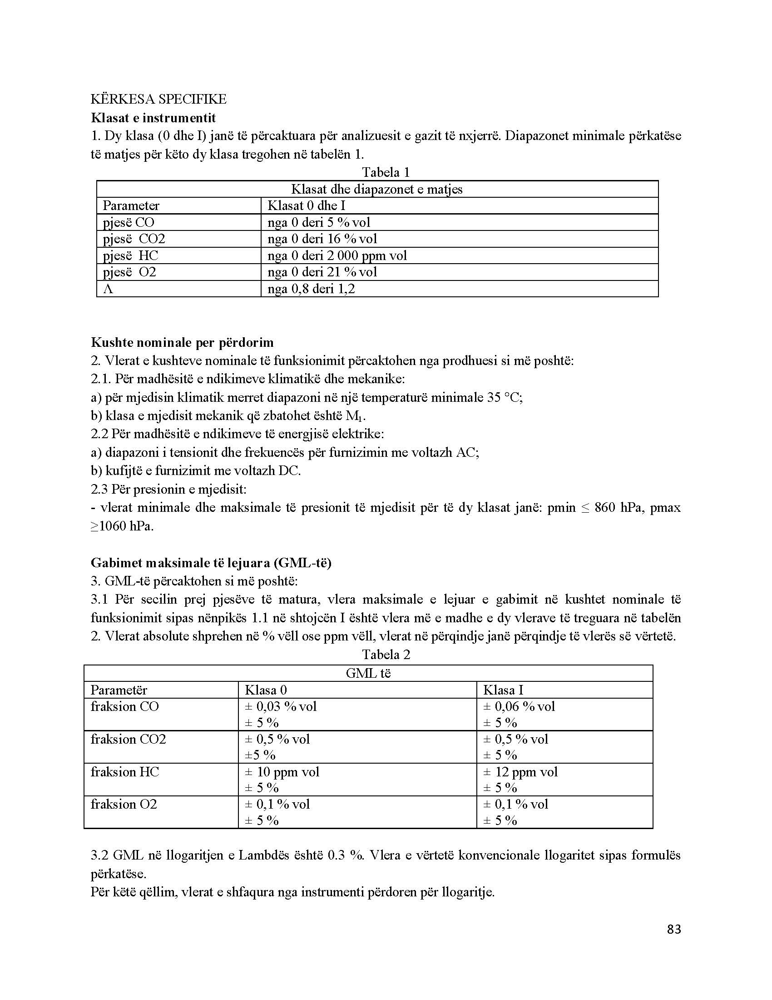 KËRKESA SPECIFIKE
Klasat e instrumentit
1. Dy klasa (0 dhe I) janë të përcaktuara për analizuesit e gazit të nxjerrë. Diapazonet minimale përkatëse
të matjes për këto dy klasa tregohen në tabelën 1.
Tabela 1
Klasat dhe diapazonet e matjes
Parameter Klasat 0 dhe I
pjesë CO nga 0 deri 5 % vol
pjesë CO2 nga 0 deri 16 % vol
pjesë HC nga 0 deri 2 000 ppm vol
pjesë O2 nga 0 deri 21 % vol
Λ nga 0,8 deri 1,2
Kushte nominale per përdorim
2. Vlerat e kushteve nominale të funksionimit përcaktohen nga prodhuesi si më poshtë:
2.1. Për madhësitë e ndikimeve klimatikë dhe mekanike:
a) për mjedisin klimatik merret diapazoni në një temperaturë minimale 35 °C;
b) klasa e mjedisit mekanik që zbatohet është M₁.
2.2 Për madhësitë e ndikimeve të energjisë elektrike:
a) diapazoni i tensionit dhe frekuencës për furnizimin me voltazh AC;
b) kufijtë e furnizimit me voltazh DC.
2.3 Për presionin e mjedisit:
- vlerat minimale dhe maksimale të presionit të mjedisit për të dy klasat janë: pmin ≤ 860 hPa, pmax
≥1060 hPa.
Gabimet maksimale të lejuara (GML-të)
3. GML-të përcaktohen si më poshtë:
3.1 Për secilin prej pjesëve të matura, vlera maksimale e lejuar e gabimit në kushtet nominale të
funksionimit sipas nënpikës 1.1 në shtojcën I është vlera më e madhe e dy vlerave të treguara në tabelën
2. Vlerat absolute shprehen në % vëll ose ppm vëll, vlerat në përqindje janë përqindje të vlerës së vërtetë.
Tabela 2
GML të
Parametër Klasa 0 Klasa I
fraksion CO ± 0,03 % vol ± 0,06 % vol
± 5 % ± 5 %
fraksion CO2 ± 0,5 % vol ± 0,5 % vol
±5 % ± 5 %
fraksion HC ± 10 ppm vol ± 12 ppm vol
± 5 % ± 5 %
fraksion O2 ± 0,1 % vol ± 0,1 % vol
± 5 % ± 5 %
3.2 GML në llogaritjen e Lambdës është 0.3 %. Vlera e vërtetë konvencionale llogaritet sipas formulës
përkatëse.
Për këtë qëllim, vlerat e shfaqura nga instrumenti përdoren për llogaritje.
83